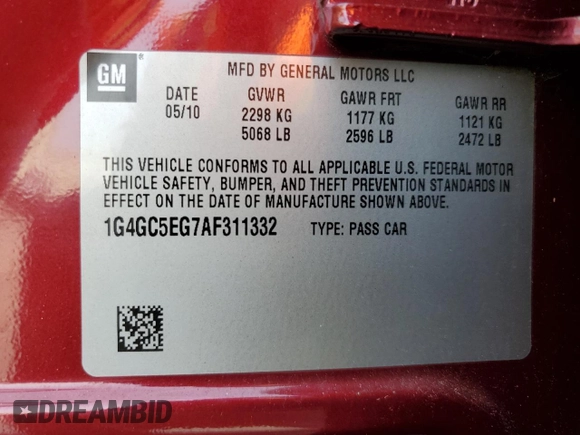 GM
MFD BY GENERAL MOTORS LLC
DATE GVWR GAWR FRT GAWR RR
05/10 2298 KG 1177 KG 1121 KG
5068 LB 2596 LB 2472 LB
THIS VEHICLE CONFORMS TO ALL APPLICABLE U.S. FEDERAL MOTOR
VEHICLE SAFETY, BUMPER, AND THEFT PREVENTION STANDARDS IN
EFFECT ON THE DATE OF MANUFACTURE SHOWN ABOVE.
1G4GC5EG7AF311332 TYPE: PASS CAR
DREAMBID